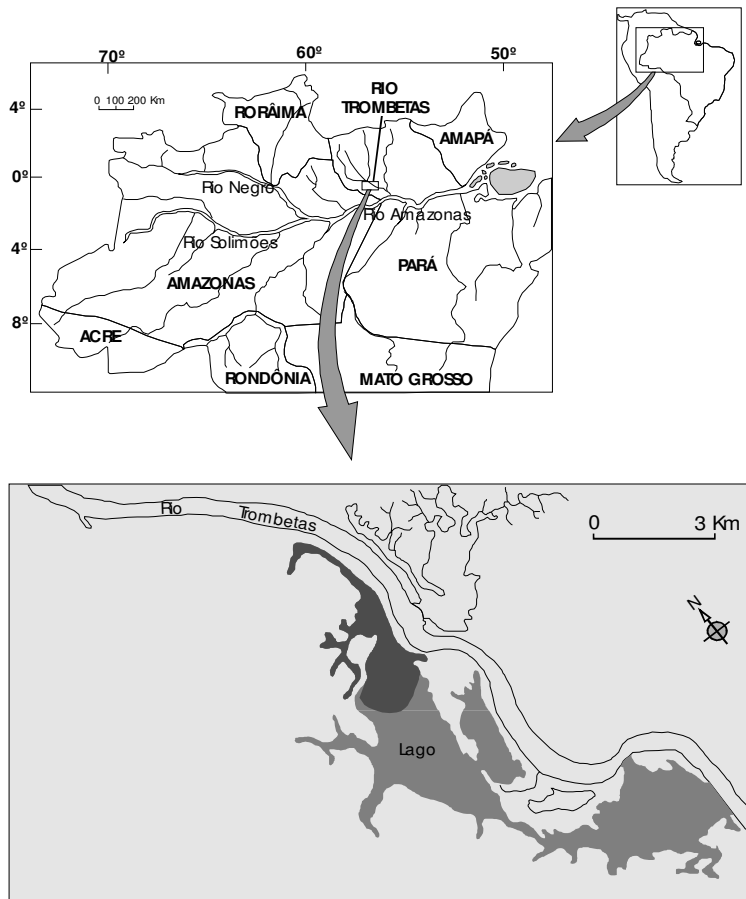 70º 60º 50º
RIO
TROMBETAS
4º
0 100 200 Km
RORÂIMA
AMAPÁ
0º
Rio Negro
Rio Amazonas
Rio Solimões
4º
PARÁ
AMAZONAS
8º
ACRE
RONDÔNIA
MATO GROSSO
Rio Trombetas
0 3 Km
N
Lago